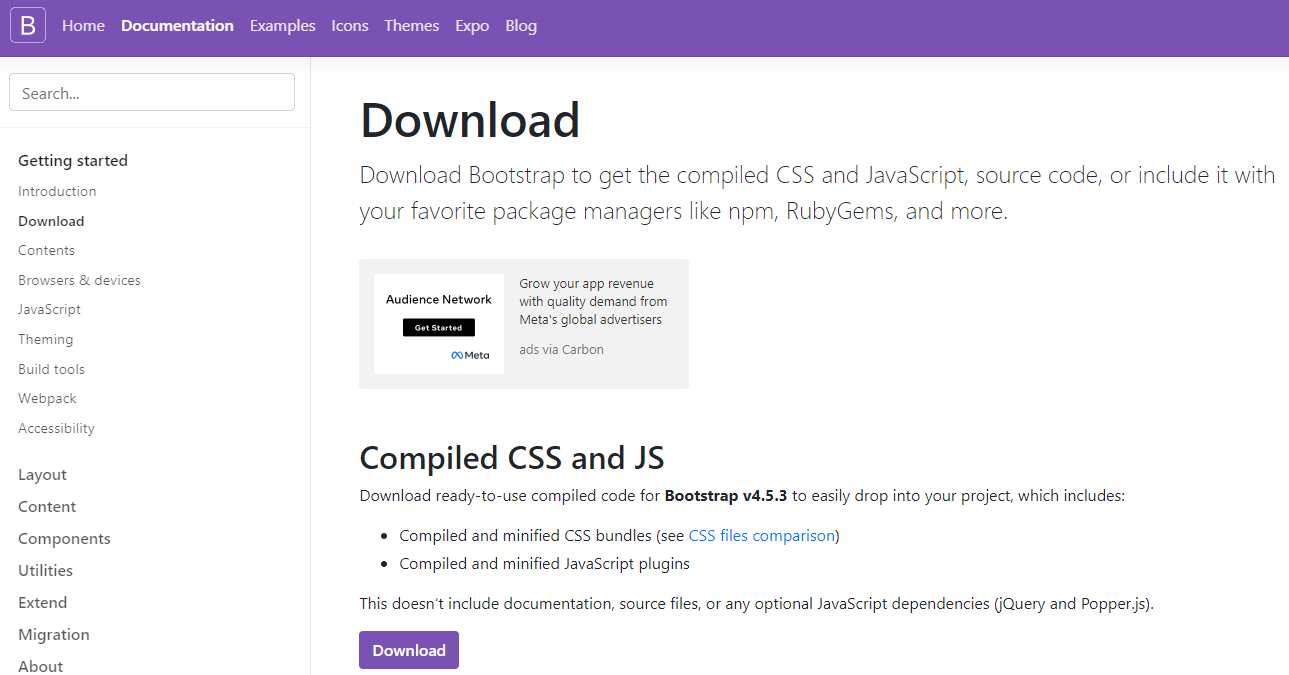 B Home Documentation Examples Icons Themes Expo Blog
Search...
Getting started
Introduction
Download
Contents
Browsers & devices
JavaScript
Theming
Build tools
Webpack
Accessibility
Layout
Content
Components
Utilities
Extend
Migration
About
Download
Download Bootstrap to get the compiled CSS and JavaScript, source code, or include it with
your favorite package managers like npm, RubyGems, and more.
Audience Network
Get Started
Meta
Grow your app revenue
with quality demand from
Meta's global advertisers
ads via Carbon
Compiled CSS and JS
Download ready-to-use compiled code for Bootstrap v4.5.3 to easily drop into your project, which includes:
• Compiled and minified CSS bundles (see CSS files comparison)
• Compiled and minified JavaScript plugins
This doesn’t include documentation, source files, or any optional JavaScript dependencies (jQuery and Popper.js).
Download